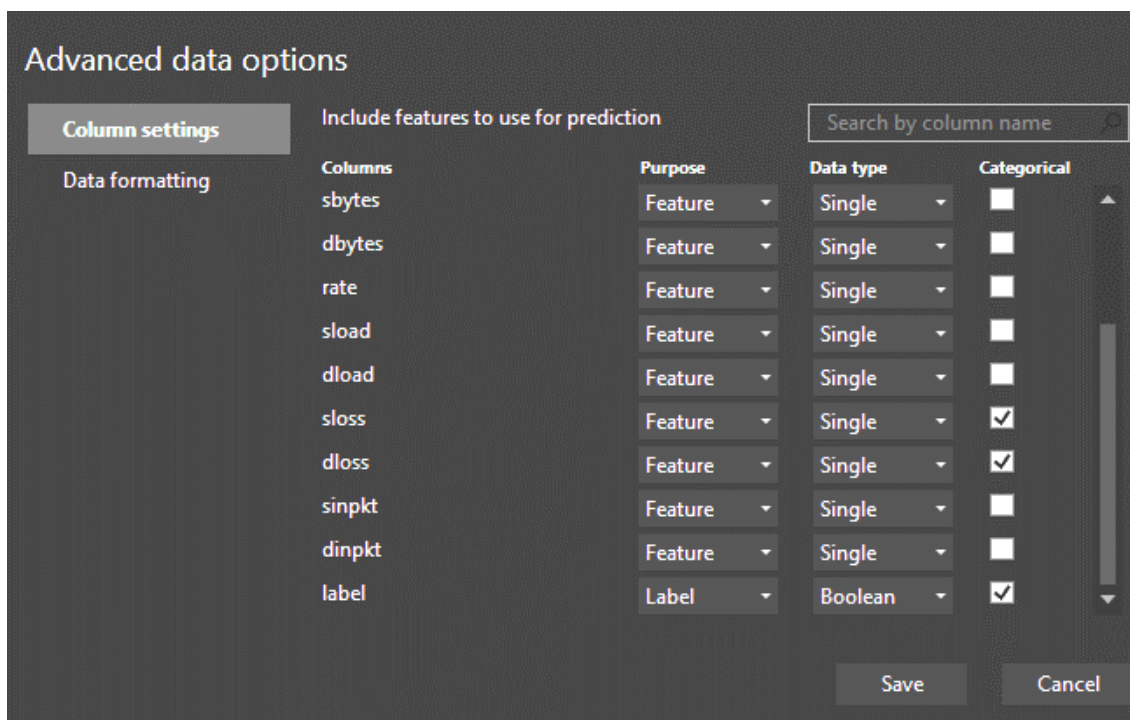 Advanced data options
Column settings
Data formatting
Include features to use for prediction
Search by column name
Columns Purpose Data type Categorical
sbytes Feature Single
dbytes Feature Single
rate Feature Single
sload Feature Single
dload Feature Single
sloss Feature Single
dloss Feature Single
sinpkt Feature Single
dinpkt Feature Single
label Label Boolean
Save Cancel